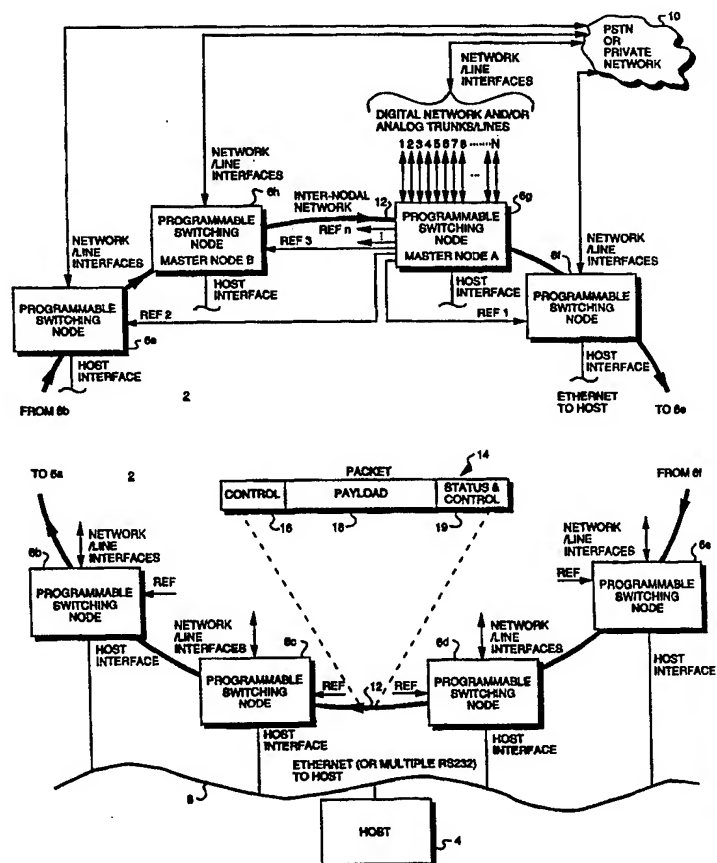 10
PSTN
OR
PRIVATE
NETWORK
NETWORK
/LINE
INTERFACES
DIGITAL NETWORK AND/OR
ANALOG TRUNKS/LINES
1 2 3 4 5 6 7 8 ....... N
...
NETWORK
/LINE
INTERFACES
6h
INTER-NODAL
NETWORK
12
6g
PROGRAMMABLE
SWITCHING
NODE
MASTER NODE B
REF n
REF 3
PROGRAMMABLE
SWITCHING
NODE
MASTER NODE A
NETWORK
/LINE
INTERFACES
6f
NETWORK
/LINE
INTERFACES
HOST
INTERFACE
HOST
INTERFACE
PROGRAMMABLE
SWITCHING
NODE
REF 2
REF 1
PROGRAMMABLE
SWITCHING
NODE
6a
HOST
INTERFACE
HOST
INTERFACE
FROM 6b
2
ETHERNET
TO HOST
TO 6e
TO 6a
2
PACKET
14
FROM 6f
CONTROL
PAYLOAD
STATUS &
CONTROL
16
18
19
NETWORK
/LINE
INTERFACES
6b
NETWORK
/LINE
INTERFACES
6e
PROGRAMMABLE
SWITCHING
NODE
REF
REF
PROGRAMMABLE
SWITCHING
NODE
HOST
INTERFACE
NETWORK
/LINE
INTERFACES
6c
6d
NETWORK
/LINE
INTERFACES
HOST
INTERFACE
PROGRAMMABLE
SWITCHING
NODE
REF
12
REF
PROGRAMMABLE
SWITCHING
NODE
HOST
INTERFACE
HOST
INTERFACE
ETHERNET (OR MULTIPLE RS232)
TO HOST
8
HOST
4